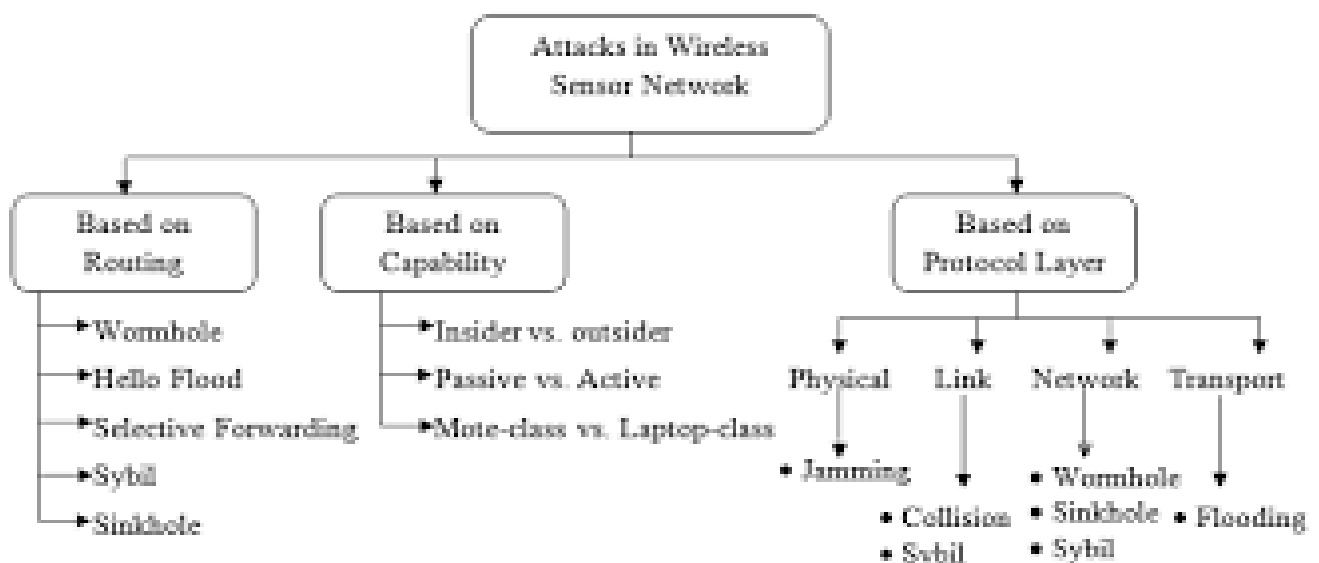 Attacks in Wireless
Sensor Network
Based on
Routing
Based on
Capability
Based on
Protocol Layer
Wormhole
Hello Flood
Selective Forwarding
Sybil
Sinkhole
Insider vs. outsider
Passive vs. Active
Mote-class vs. Laptop-class
Physical
Link
Network
Transport
• Jamming
• Collision
• Sybil
• Wormhole
• Sinkhole
• Sybil
• Flooding